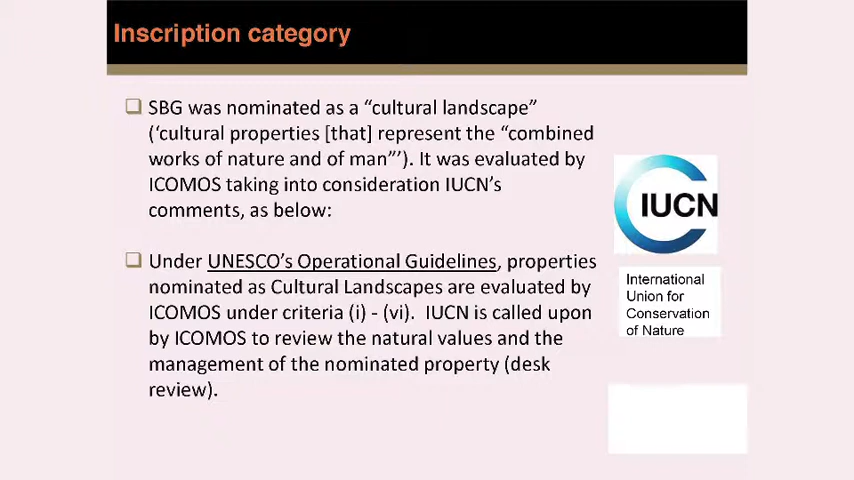 Inscription category
SBG was nominated as a “cultural landscape”
(‘cultural properties [that] represent the “combined
works of nature and of man”’). It was evaluated by
ICOMOS taking into consideration IUCN’s
comments, as below:
Under UNESCO’s Operational Guidelines, properties
nominated as Cultural Landscapes are evaluated by
ICOMOS under criteria (i) - (vi).  IUCN is called upon
by ICOMOS to review the natural values and the
management of the nominated property (desk
review).
IUCN
International
Union for
Conservation
of Nature